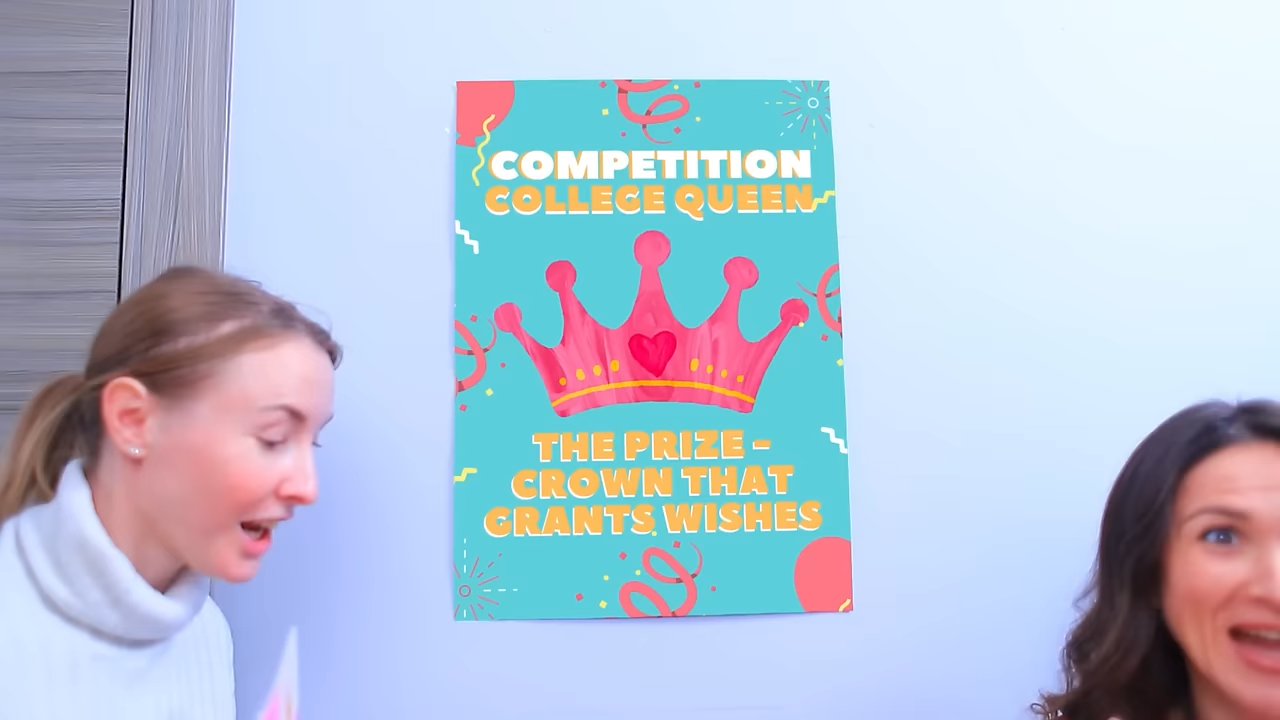 COMPETITION
COLLEGE QUEEN
THE PRIZE –
CROWN THAT
GRANTS WISHES